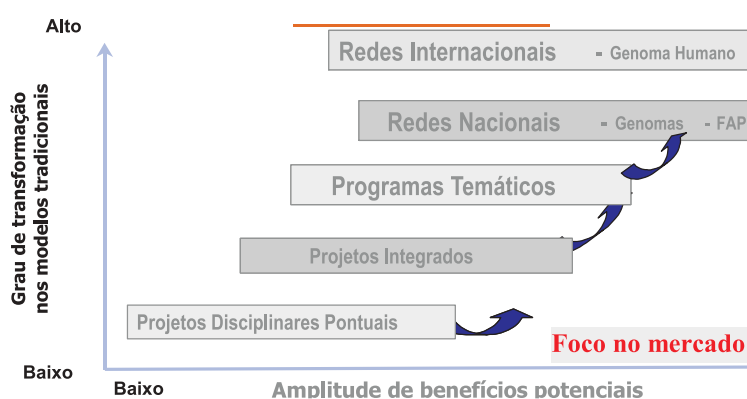 Alto
Redes Internacionais - Genoma Humano
Redes Nacionais - Genomas - FAP
Programas Temáticos
Grau de transformação
nos modelos tradicionais
Projetos Integrados
Projetos Disciplinares Pontuais
Foco no mercado
Baixo
Baixo
Amplitude de benefícios potenciais